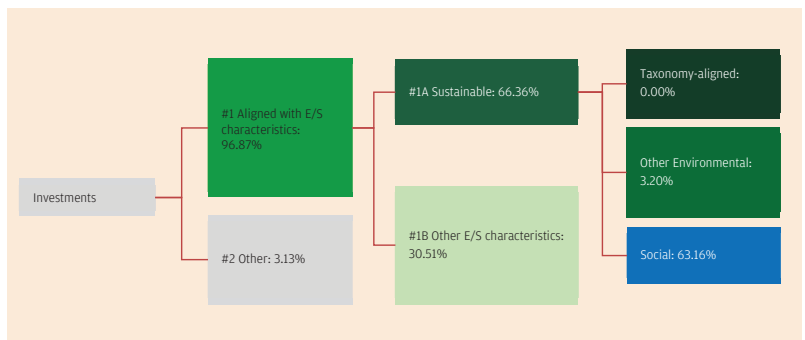 Investments
#1 Aligned with E/S
characteristics:
96.87%
#2 Other: 3.13%
#1A Sustainable: 66.36%
#1B Other E/S characteristics:
30.51%
Taxonomy-aligned:
0.00%
Other Environmental:
3.20%
Social: 63.16%